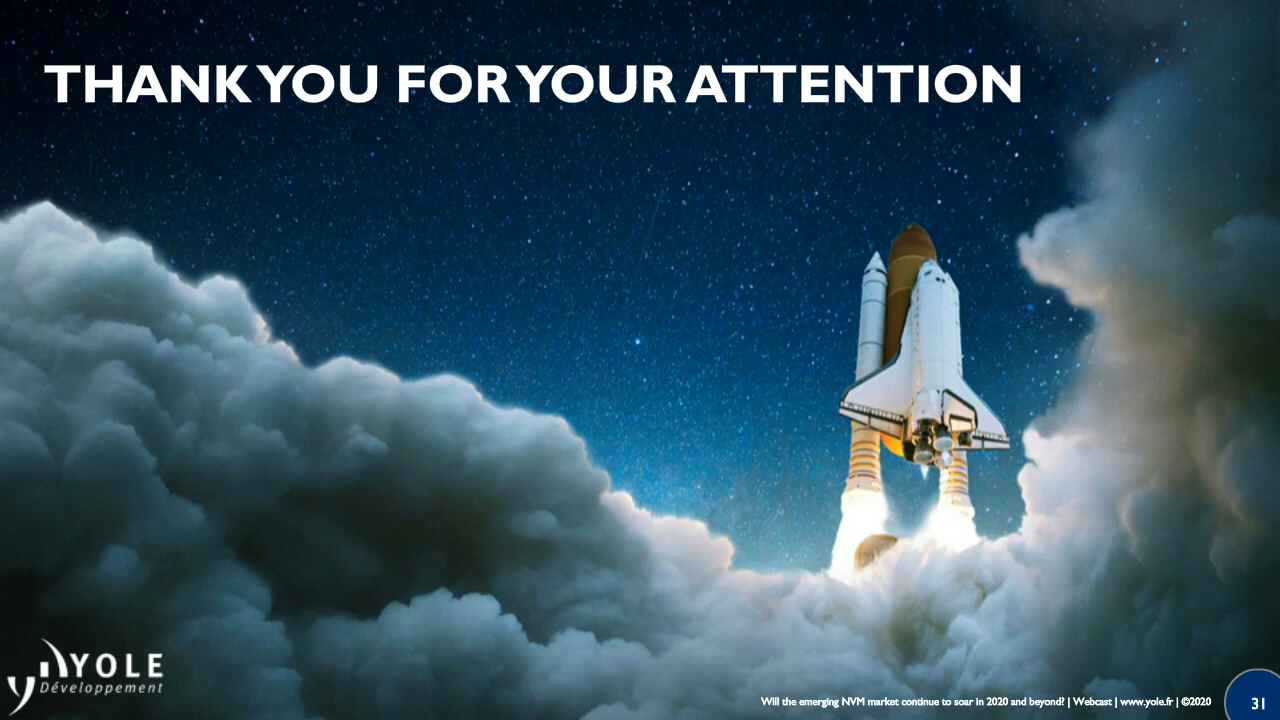 THANK YOU FOR YOUR ATTENTION
YOLE
Développement
Will the emerging NVM market continue to soar in 2020 and beyond? | Webcast | www.yole.fr | ©2020
31